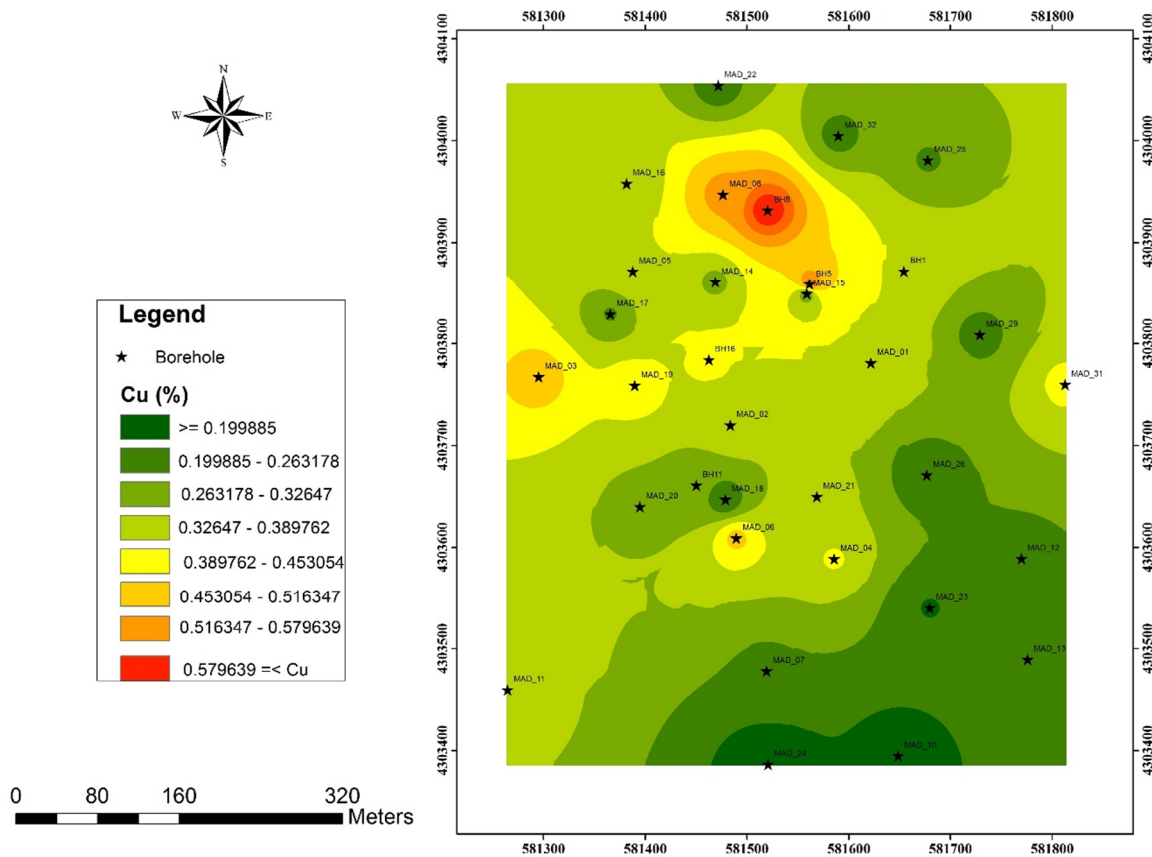 581300 581400 581500 581600 581700 581800
4304100
4304100
N
W E
S
MAD_22
MAD_32
4304000
4304000
MAD_25
MAD_16
MAD_08
BH8
4303900
4303900
MAD_05
MAD_14
BH5
BH1
MAD_15
MAD_17
MAD_29
4303800
4303800
BH16
MAD_01
MAD_03
MAD_19
MAD_31
MAD_02
4303700
4303700
BH11
MAD_18
MAD_20
MAD_21
MAD_26
MAD_06
MAD_04
MAD_12
4303600
4303600
MAD_23
4303500
4303500
MAD_07
MAD_13
MAD_11
4303400
4303400
MAD_24
MAD_10
581300 581400 581500 581600 581700 581800
Legend
Borehole
Cu (%)
>= 0.199885
0.199885 - 0.263178
0.263178 - 0.32647
0.32647 - 0.389762
0.389762 - 0.453054
0.453054 - 0.516347
0.516347 - 0.579639
0.579639 =< Cu
0 80 160 320
Meters